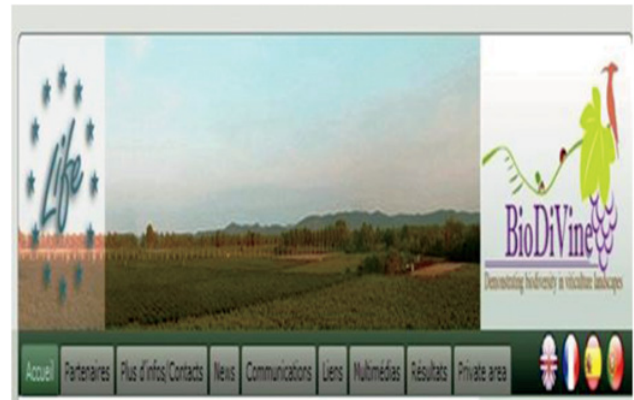 Life
BioDiVine
Demonstrating biodiversity in viticulture landscapes
Accueil Partenaires Plus d'infos/Contacts News Communications Liens Multimédias Résultats Private area